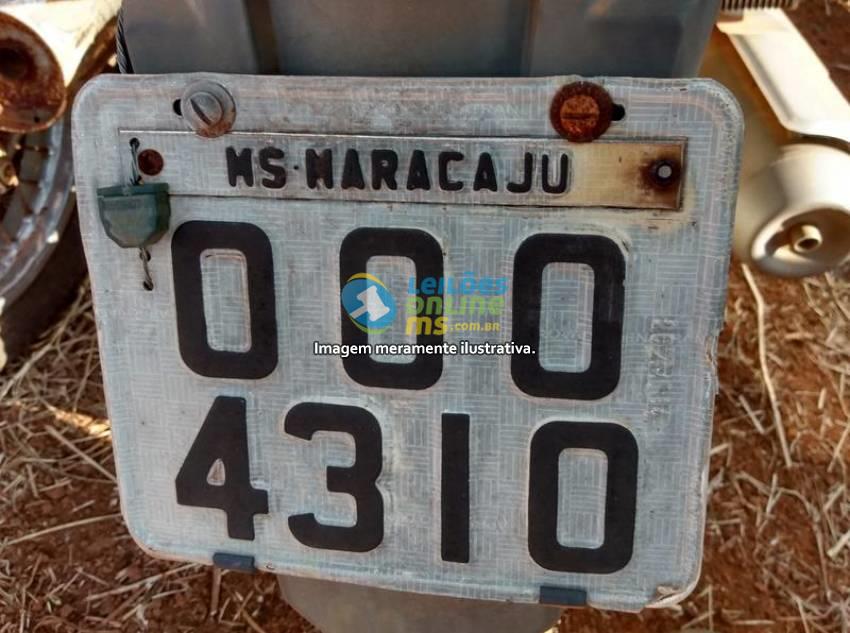 MS-MARACAJU
OOO
LEILÕES
ONLINE
MS.COM.BR
Imagem meramente ilustrativa.
4310